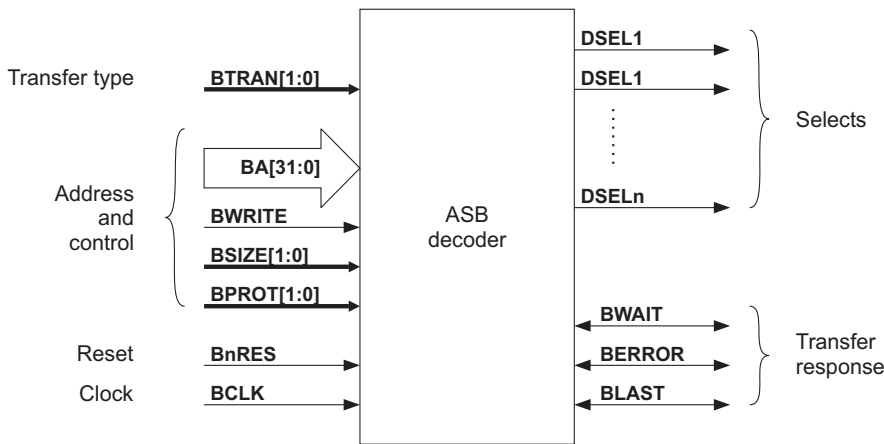 Transfer type
BTRAN[1:0]
Address
and
control
BA[31:0]
BWRITE
BSIZE[1:0]
BPROT[1:0]
Reset
BnRES
Clock
BCLK
ASB
decoder
DSEL1
DSEL1
DSELn
Selects
BWAIT
BERROR
BLAST
Transfer
response